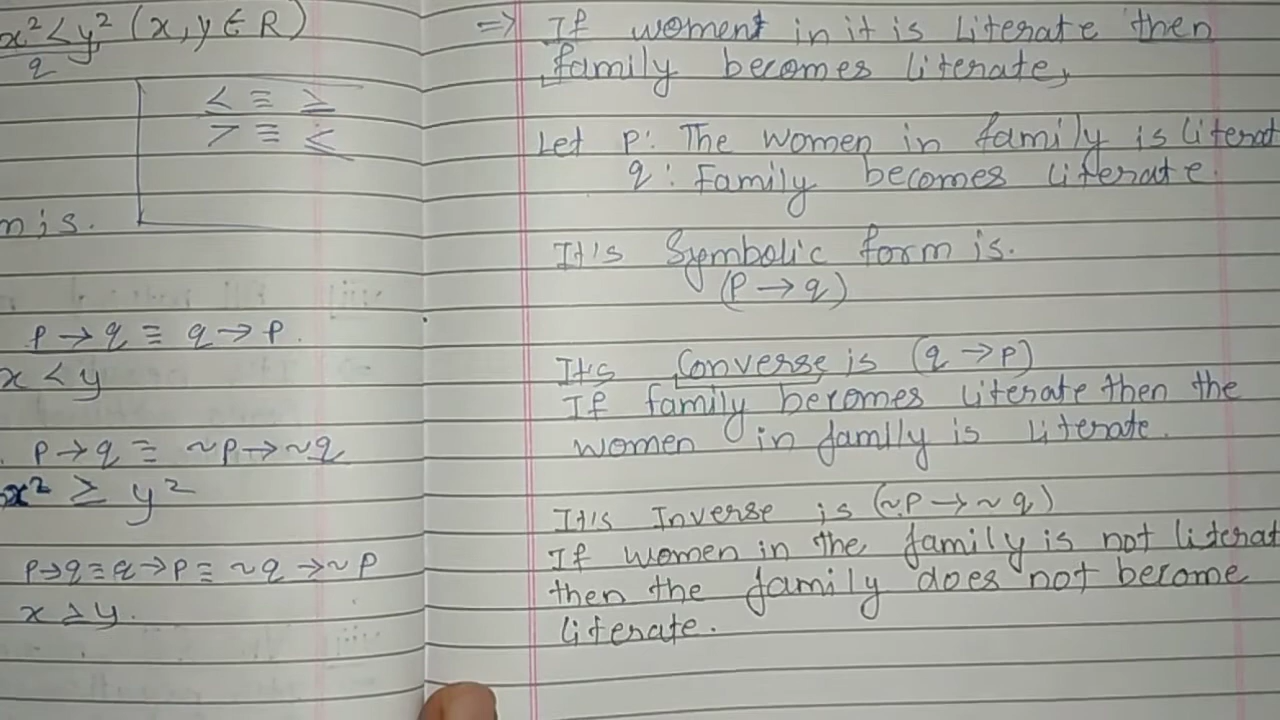 x² < y² (x, y ∈ R)
q
< ≡ ≥
> ≡ ≤
n is.
p → q ≡ q → p.
x < y
p → q ≡ ~p → ~q
x² ≥ y²
p → q ≡ q → p ≡ ~q → ~p
x ≥ y.
⇒ If woment in it is literate then
family becomes literate,
Let p: The women in family is literat
q: Family becomes literate.
It's Symbolic form is.
(p → q)
It's Converse is (q → p)
If family becomes literate then the
women in family is literate.
It's Inverse is (~p → ~q)
If women in the family is not literat
then the family does not become
literate.